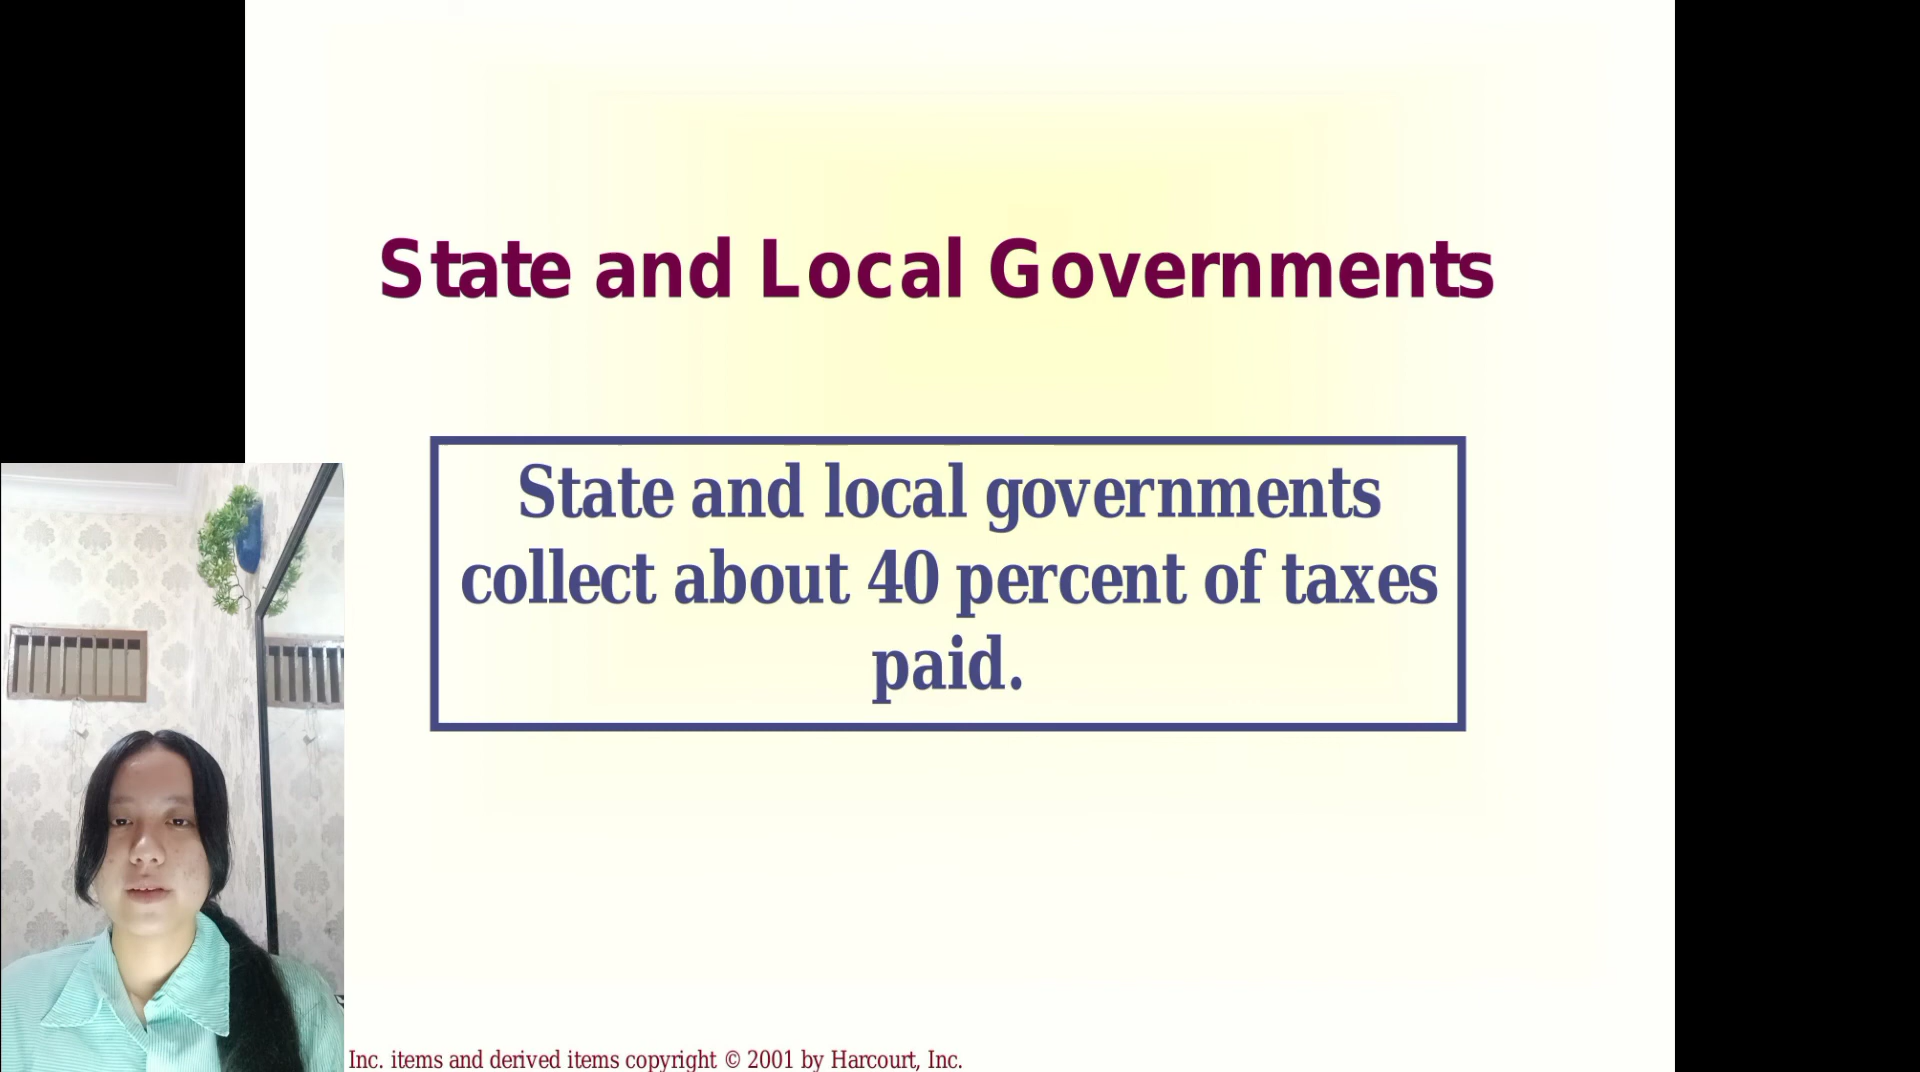 State and Local Governments
State and local governments
collect about 40 percent of taxes
paid.
Inc. items and derived items copyright © 2001 by Harcourt, Inc.